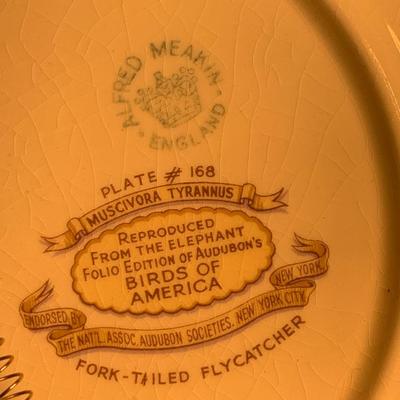 ALFRED MEAKIN
ENGLAND
PLATE # 168
MUSCIVORA TYRANNUS
REPRODUCED
FROM THE ELEPHANT
FOLIO EDITION OF AUDUBON'S
BIRDS OF
AMERICA
ENDORSED BY
THE NAT'L. ASSOC. AUDUBON SOCIETIES, NEW YORK CITY,
NEW YORK.
FORK-TAILED FLYCATCHER